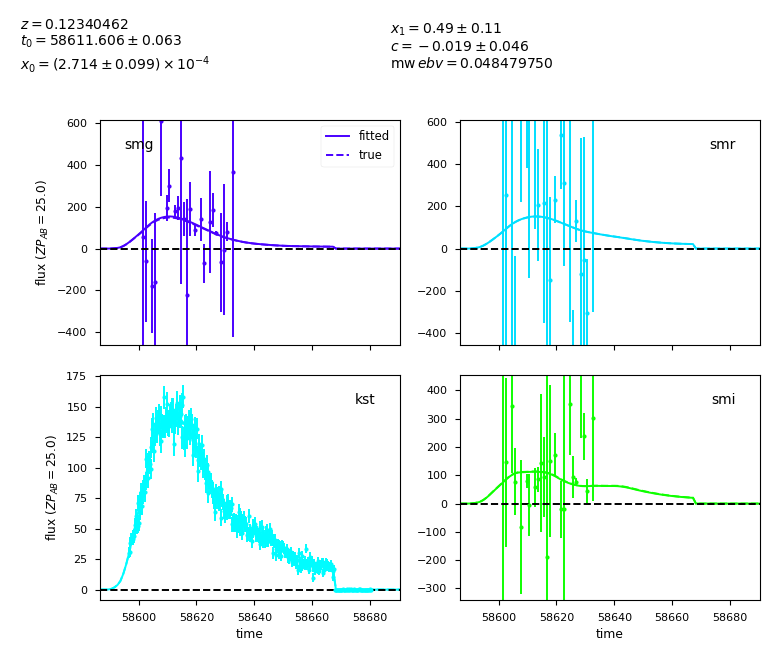 z = 0.12340462
t₀ = 58611.606 ± 0.063
x₀ = (2.714 ± 0.099) × 10⁻⁴
x₁ = 0.49 ± 0.11
c = −0.019 ± 0.046
mw ebv = 0.048479750
smg
fitted
true
600
400
200
0
−200
−400
flux (ZP_AB = 25.0)
smr
600
400
200
0
−200
−400
kst
175
150
125
100
75
50
25
0
flux (ZP_AB = 25.0)
58600 58620 58640 58660 58680
time
smi
400
300
200
100
0
−100
−200
−300
58600 58620 58640 58660 58680
time